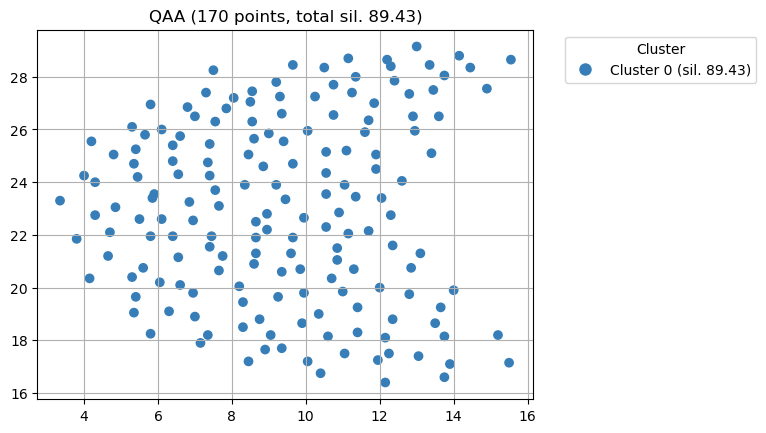 QAA (170 points, total sil. 89.43)
Cluster
Cluster 0 (sil. 89.43)
28
26
24
22
20
18
16
4 6 8 10 12 14 16